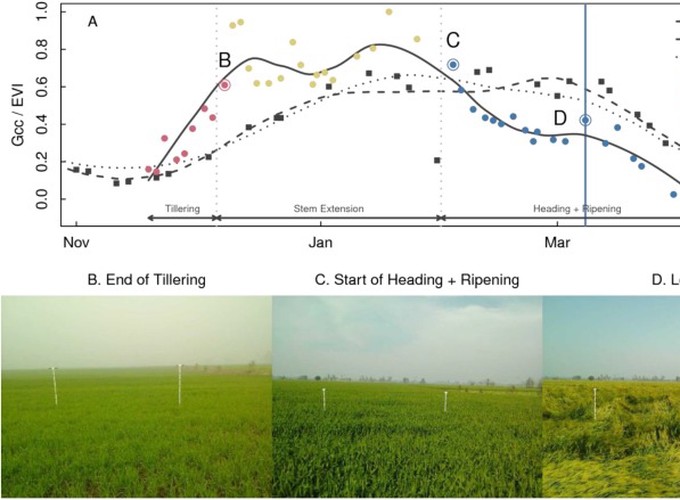 A
B
C
D
Gcc / EVI
1.0
0.8
0.6
0.4
0.2
0.0
Tillering
Stem Extension
Heading + Ripening
Nov
Jan
Mar
B. End of Tillering
C. Start of Heading + Ripening
D.